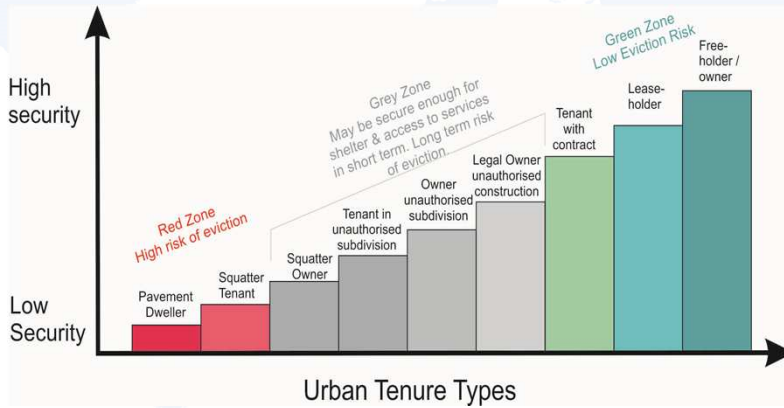 High
security
Low
Security
Red Zone
High risk of eviction
Grey Zone
May be secure enough for
shelter & access to services
in short term. Long term risk
of eviction.
Green Zone
Low Eviction Risk
Pavement
Dweller
Squatter
Tenant
Squatter
Owner
Tenant in
unauthorised
subdivision
Owner
unauthorised
subdivision
Legal Owner
unauthorised
construction
Tenant
with
contract
Lease-
holder
Free-
holder /
owner
Urban Tenure Types